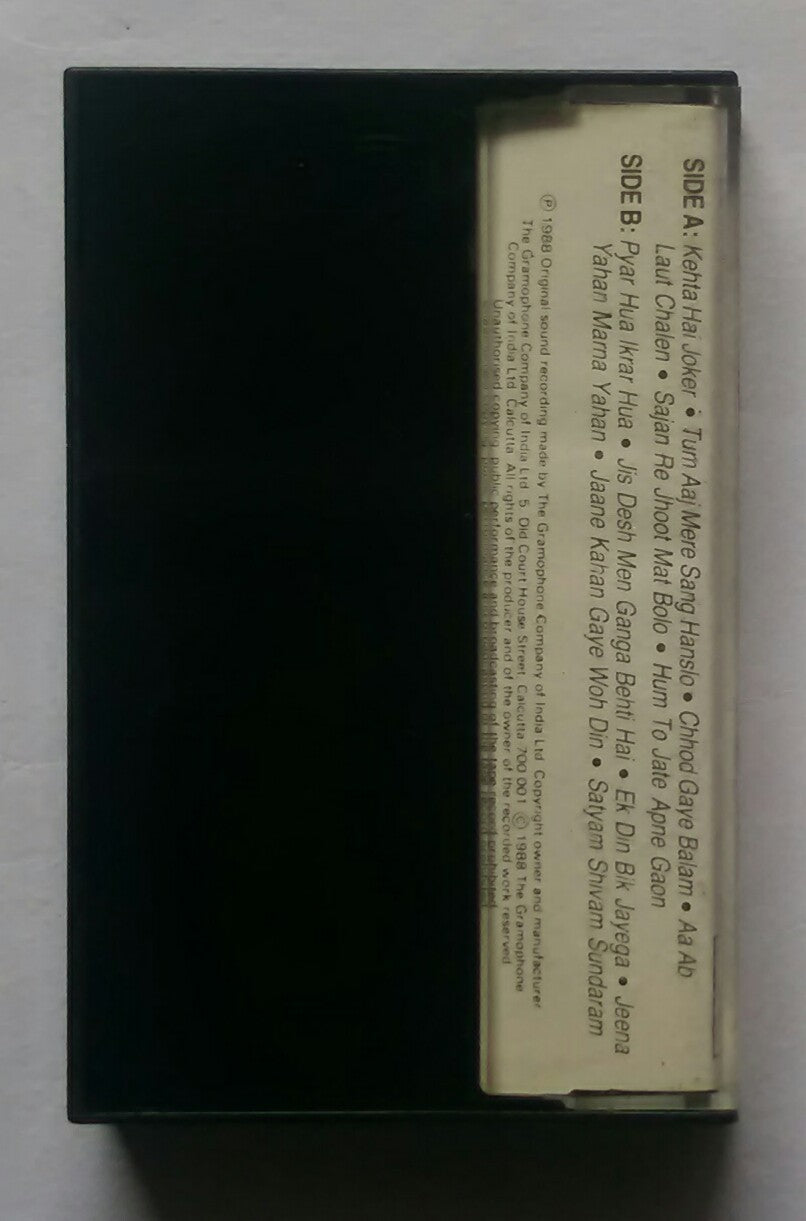 SIDE A: Kehta Hai Joker • Tum Aaj Mere Sang Hanslo • Chhod Gaye Balam • Aa Ab
Laut Chalen • Sajan Re Jhoot Mat Bolo • Hum To Jate Apne Gaon
SIDE B: Pyar Hua Ikrar Hua • Jis Desh Men Ganga Behti Hai • Ek Din Bik Jayega • Jeena
Yahan Marna Yahan • Jaane Kahan Gaye Woh Din • Satyam Shivam Sundaram
℗ 1988 Original sound recording made by The Gramophone Company of India Ltd Copyright owner and manufacturer
The Gramophone Company of India Ltd 5 Old Court House Street Calcutta 700 001 © 1988 The Gramophone
Company of India Ltd Calcutta All rights of the producer and of the owner of the recorded work reserved
Unauthorised copying public performance and broadcasting of the tape record prohibited